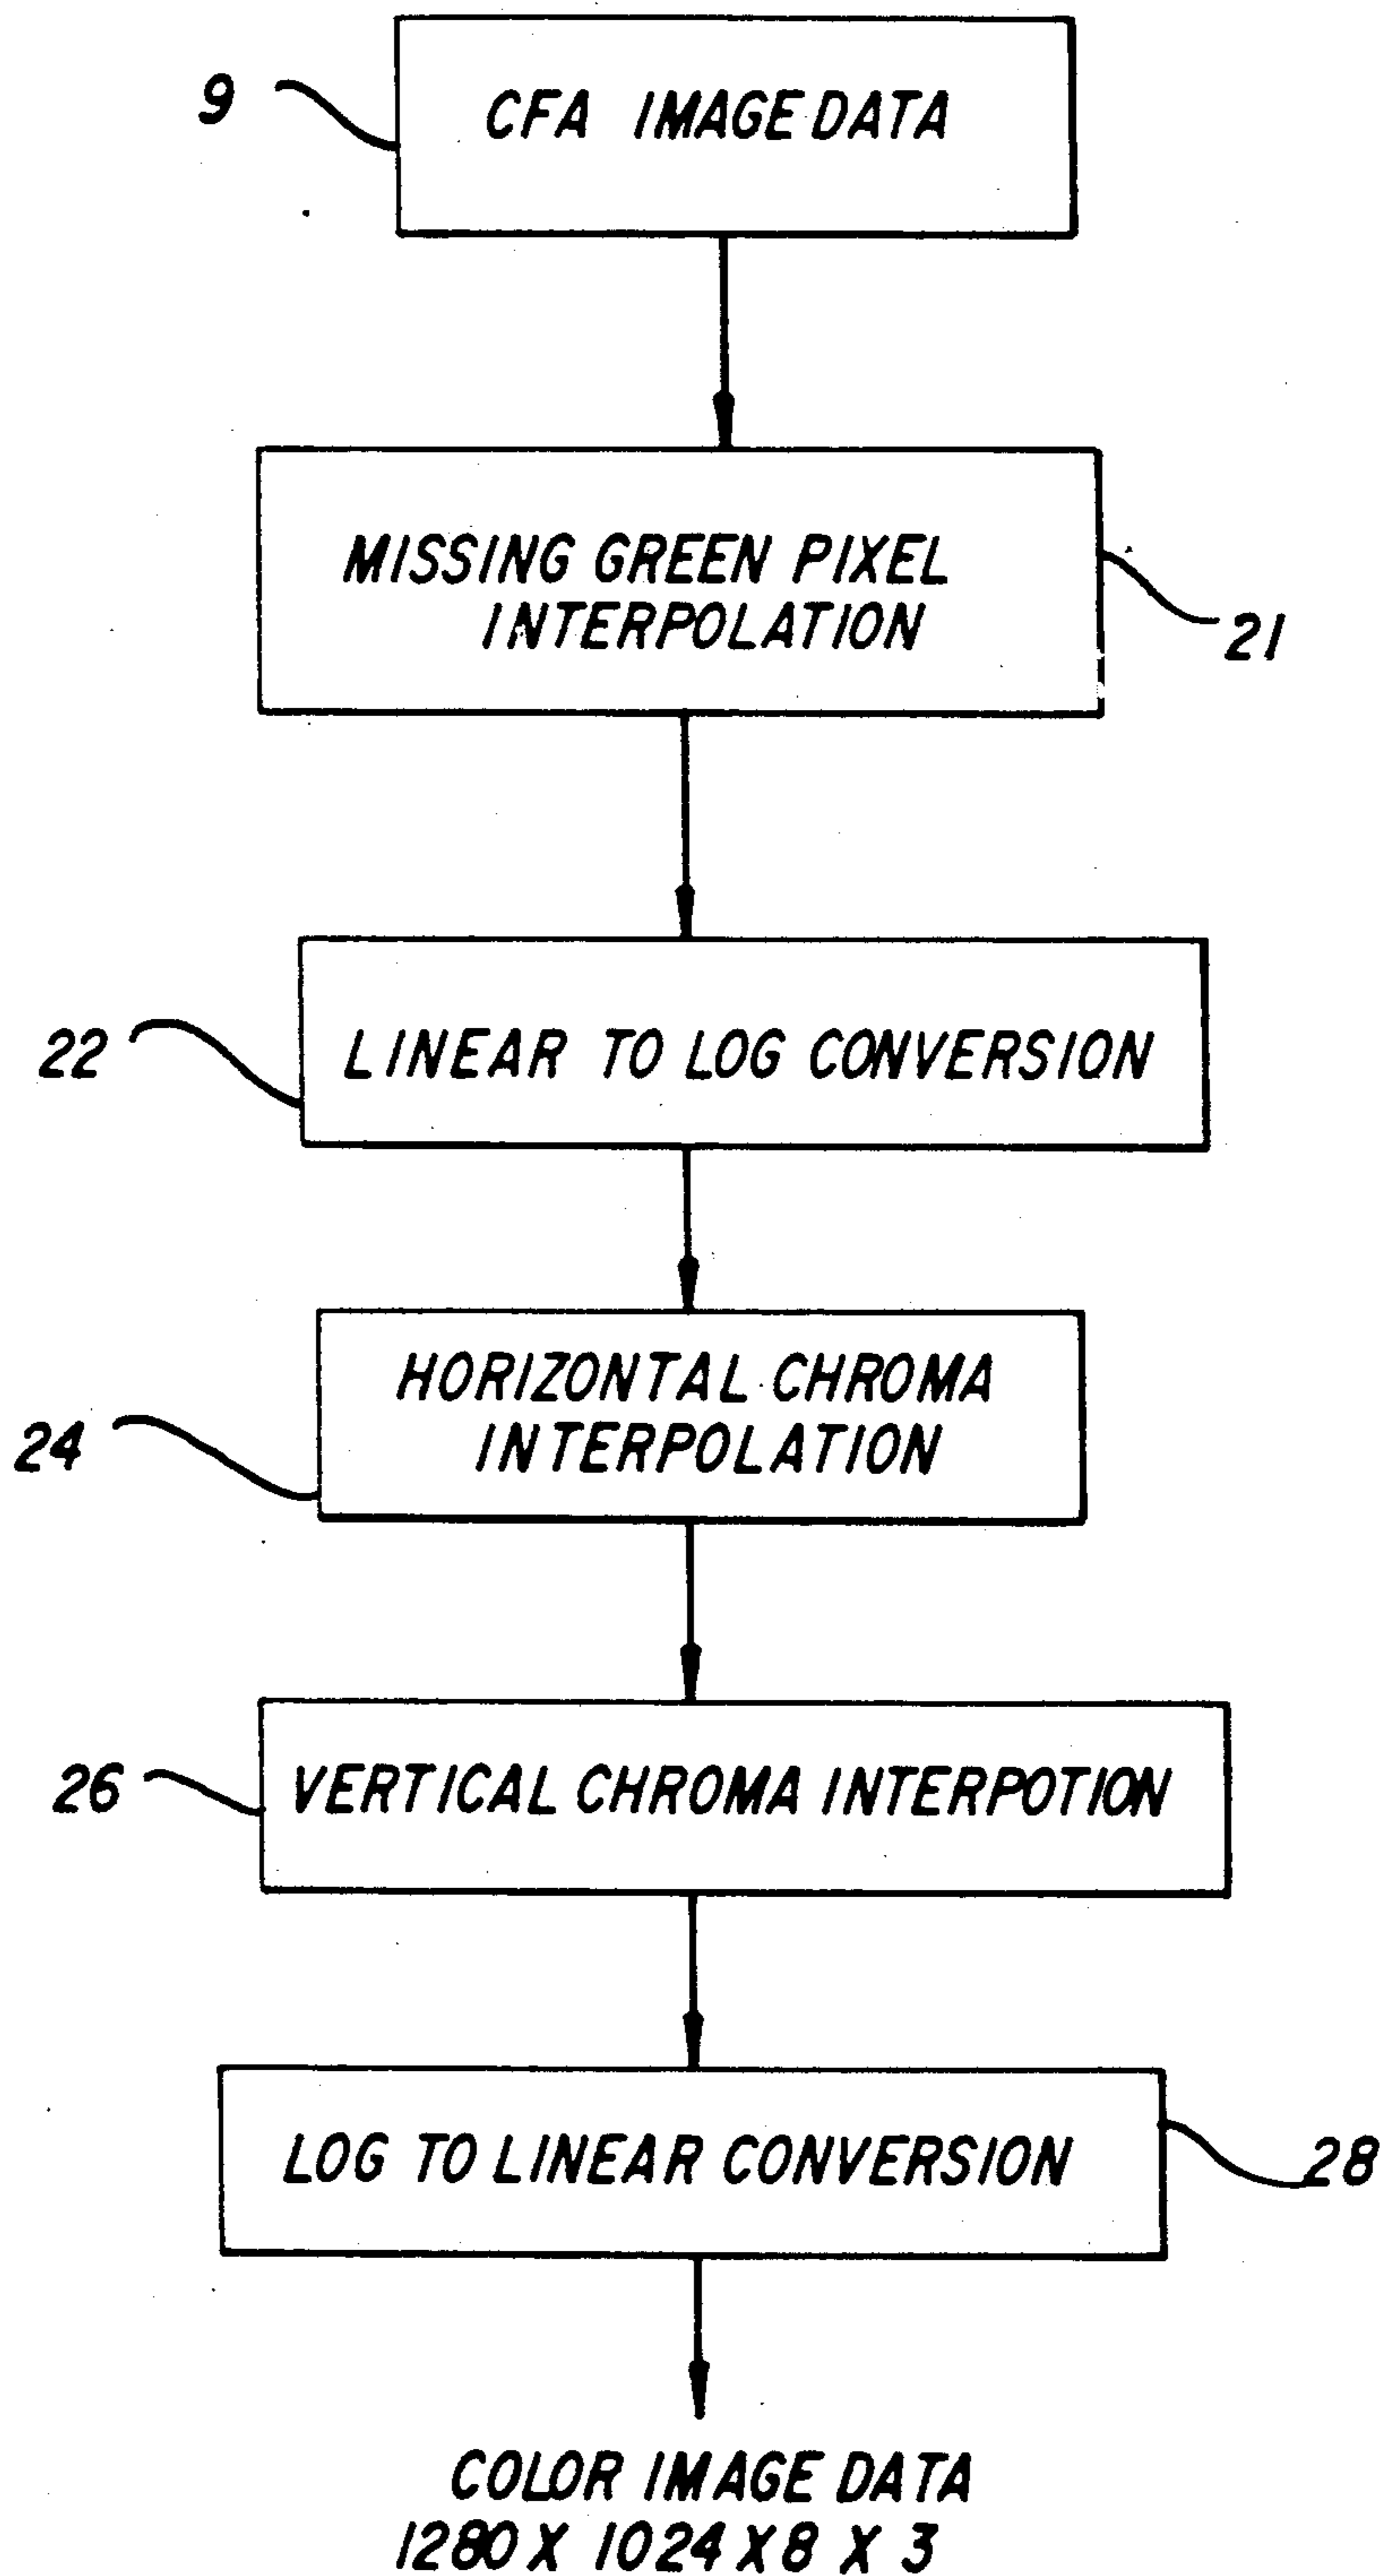 9
CFA IMAGE DATA
MISSING GREEN PIXEL
INTERPOLATION
21
22
LINEAR TO LOG CONVERSION
HORIZONTAL CHROMA
INTERPOLATION
24
26
VERTICAL CHROMA INTERPOTION
LOG TO LINEAR CONVERSION
28
COLOR IMAGE DATA
1280 X 1024 X 8 X 3